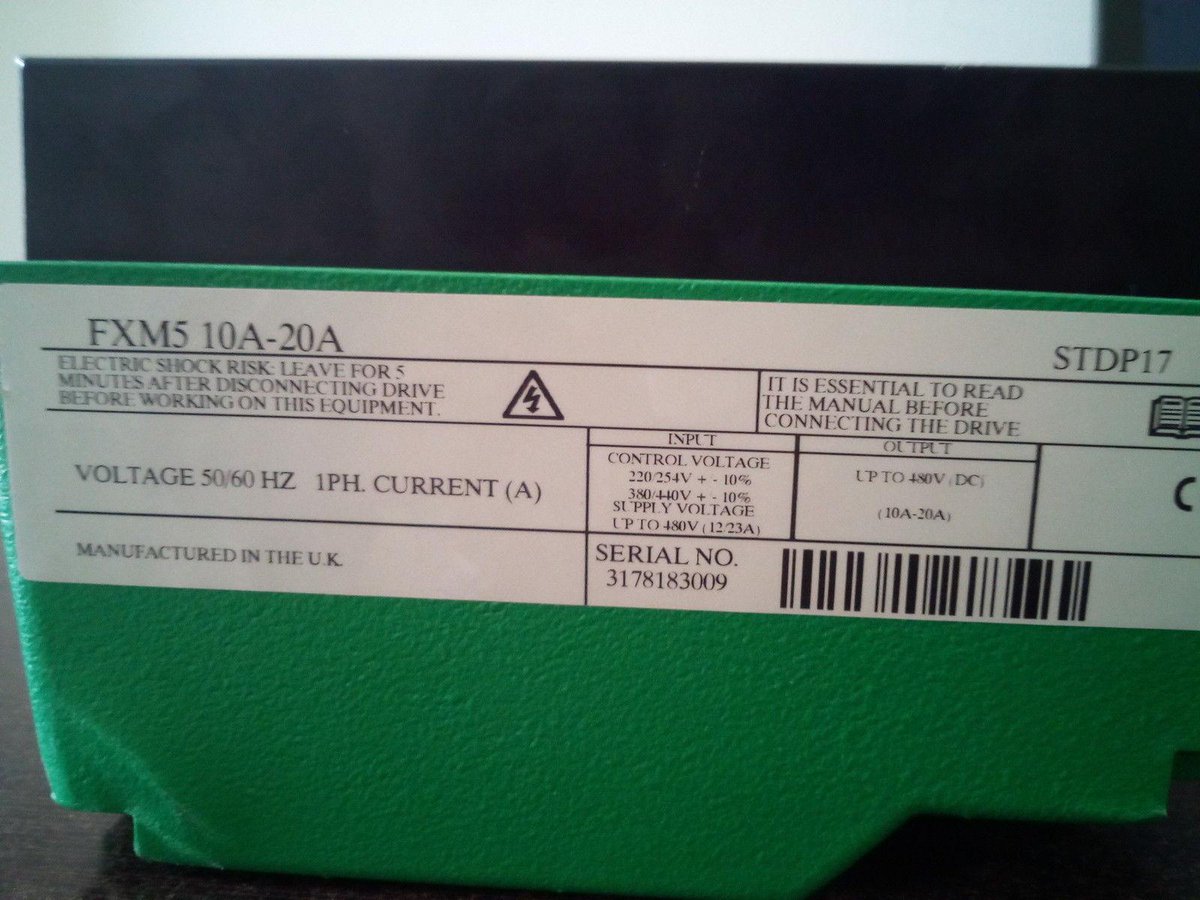 FXM5 10A-20A
STDP17
ELECTRIC SHOCK RISK: LEAVE FOR 5
MINUTES AFTER DISCONNECTING DRIVE
BEFORE WORKING ON THIS EQUIPMENT.
IT IS ESSENTIAL TO READ
THE MANUAL BEFORE
CONNECTING THE DRIVE
VOLTAGE 50/60 HZ 1PH. CURRENT (A)
INPUT
CONTROL VOLTAGE
220/254V + - 10%
380/440V + - 10%
SUPPLY VOLTAGE
UP TO 480V (12/23A)
OUTPUT
UP TO 480V (DC)
(10A-20A)
MANUFACTURED IN THE U.K.
SERIAL NO.
3178183009